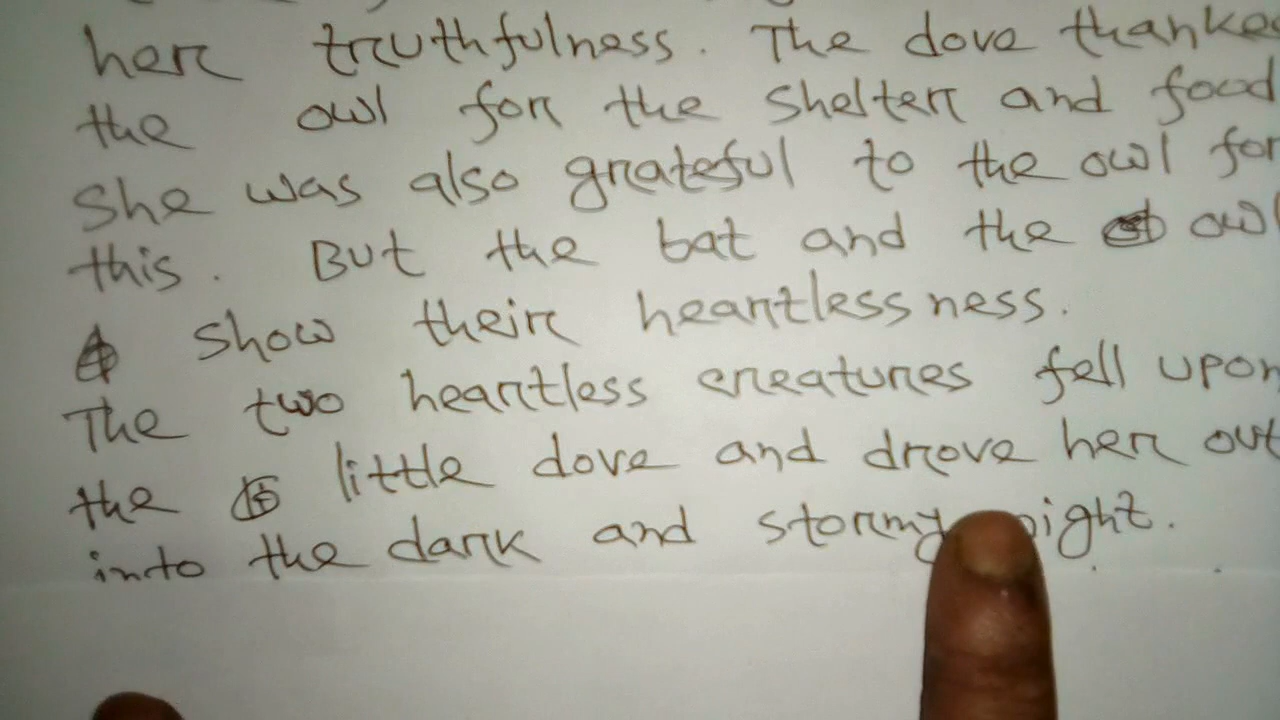 her truthfulness. The dove thanked
the owl for the shelter and food
She was also grateful to the owl for
this. But the bat and the owl
show their heartlessness.
The two heartless creatures fell upon
the little dove and drove her out
into the dark and stormy night.